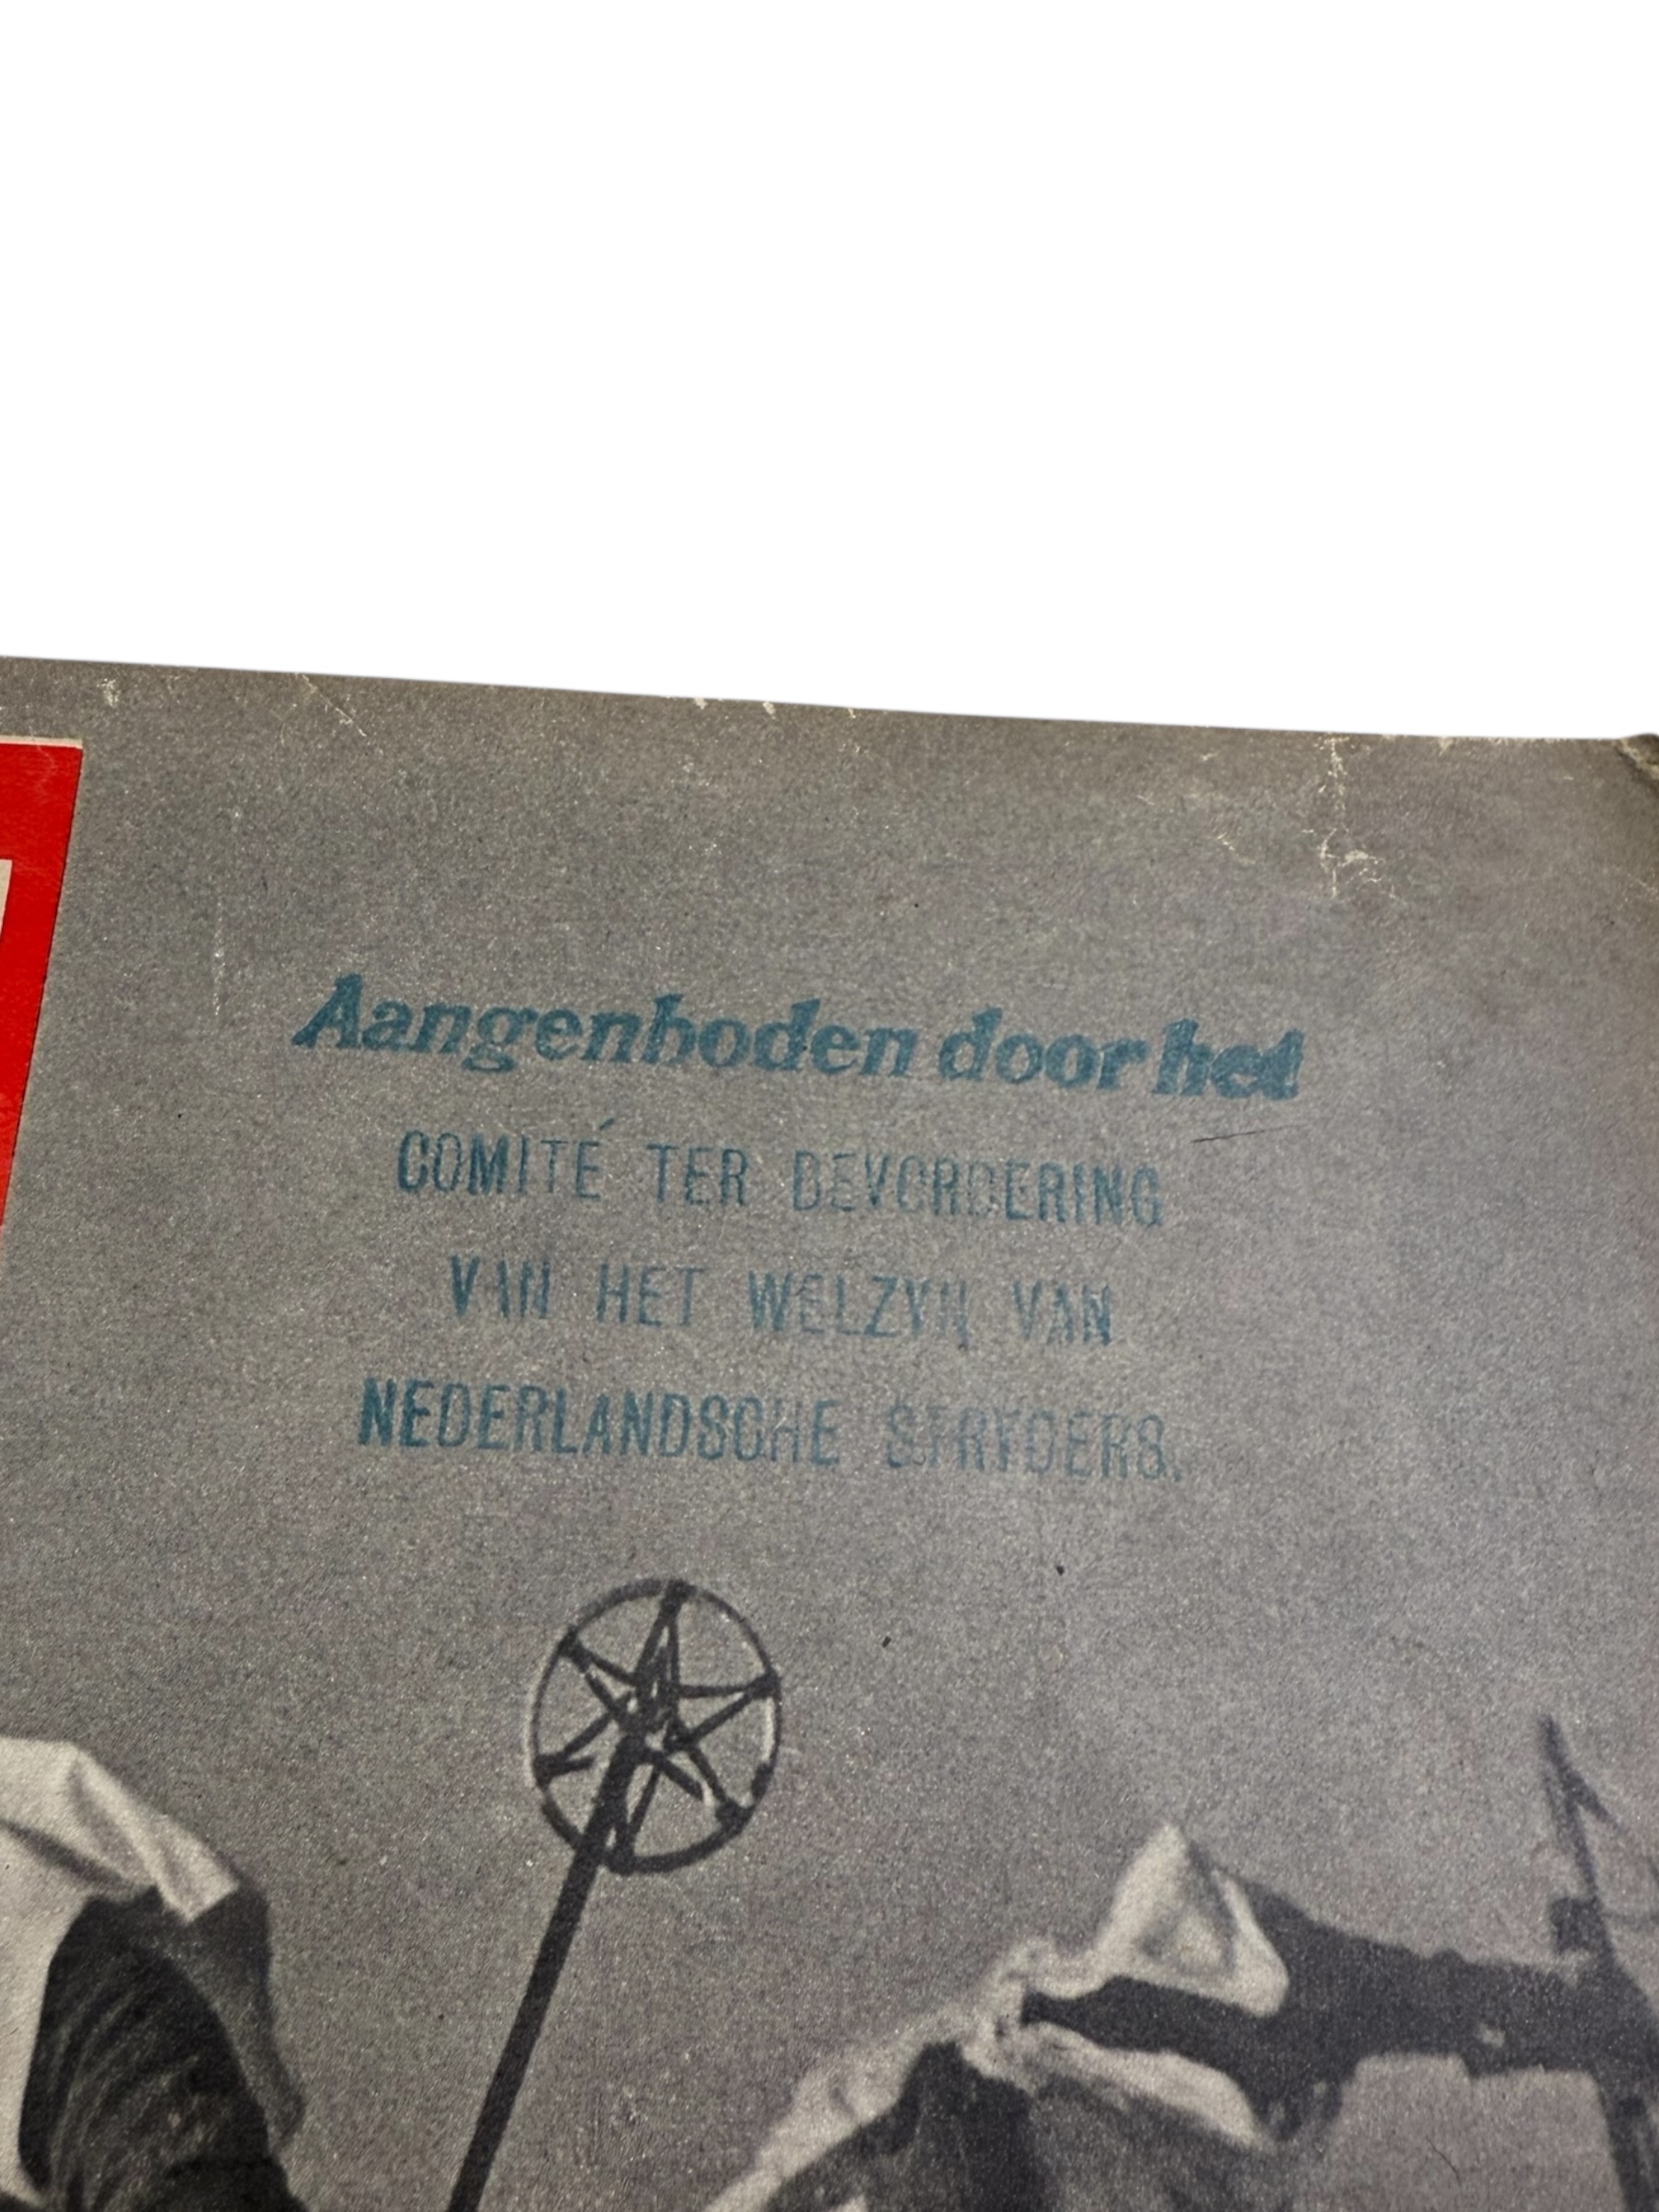 Aangenboden door het
COMITÉ TER BEVORDERING
VAN HET WELZYN VAN
NEDERLANDSCHE STRYDERS.